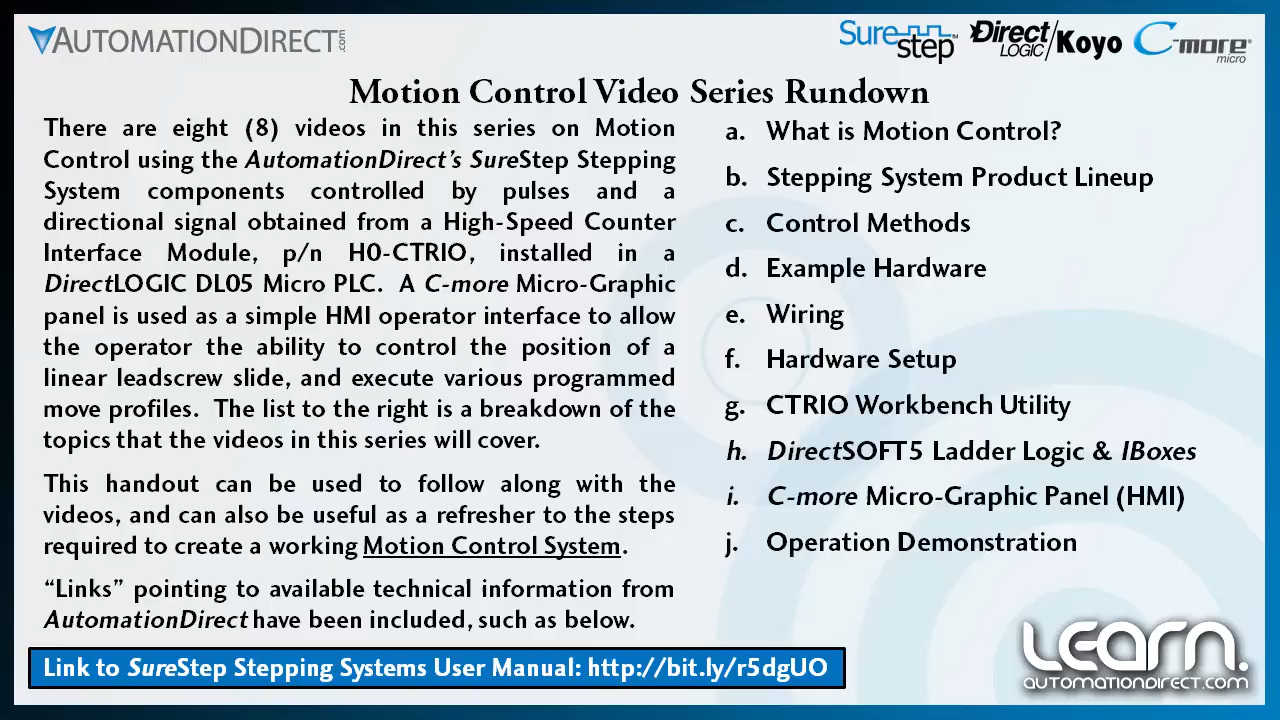 AUTOMATIONDIRECT.com
Sure step™
Direct LOGIC/Koyo
C-more® micro
Motion Control Video Series Rundown
There are eight (8) videos in this series on Motion
Control using the AutomationDirect's SureStep Stepping
System components controlled by pulses and a
directional signal obtained from a High-Speed Counter
Interface Module, p/n H0-CTRIO, installed in a
DirectLOGIC DL05 Micro PLC. A C-more Micro-Graphic
panel is used as a simple HMI operator interface to allow
the operator the ability to control the position of a
linear leadscrew slide, and execute various programmed
move profiles. The list to the right is a breakdown of the
topics that the videos in this series will cover.
This handout can be used to follow along with the
videos, and can also be useful as a refresher to the steps
required to create a working Motion Control System.
“Links” pointing to available technical information from
AutomationDirect have been included, such as below.
Link to SureStep Stepping Systems User Manual: http://bit.ly/r5dgUO
a. What is Motion Control?
b. Stepping System Product Lineup
c. Control Methods
d. Example Hardware
e. Wiring
f. Hardware Setup
g. CTRIO Workbench Utility
h. DirectSOFT5 Ladder Logic & IBoxes
i. C-more Micro-Graphic Panel (HMI)
j. Operation Demonstration
LEARN.
AUTOMATIONDIRECT.COM